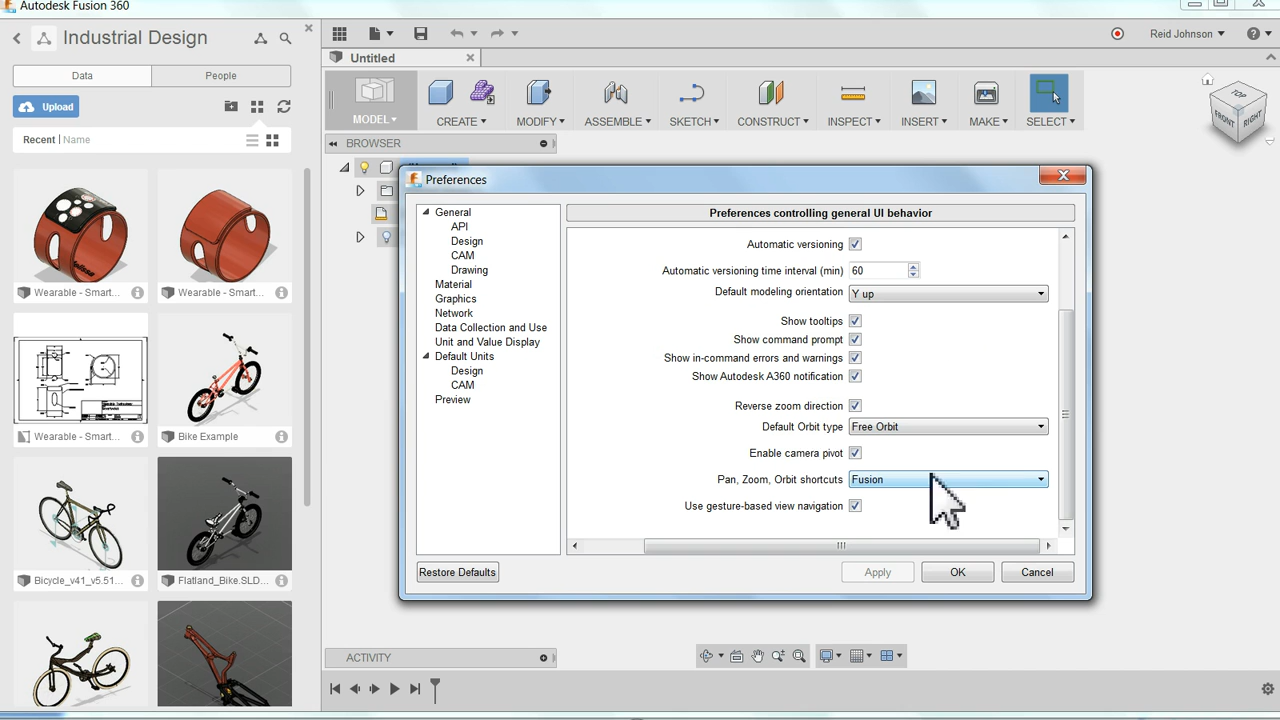 Autodesk Fusion 360
Industrial Design
Data
People
Upload
Recent | Name
Wearable - Smart...
Wearable - Smart...
Wearable - Smart...
Bike Example
Bicycle_v41_v5.51...
Flatland_Bike.SLD...
Reid Johnson
Untitled
MODEL
CREATE
MODIFY
ASSEMBLE
SKETCH
CONSTRUCT
INSPECT
INSERT
MAKE
SELECT
TOP
FRONT
RIGHT
BROWSER
Preferences
General
API
Design
CAM
Drawing
Material
Graphics
Network
Data Collection and Use
Unit and Value Display
Default Units
Design
CAM
Preview
Preferences controlling general UI behavior
Automatic versioning
Automatic versioning time interval (min) 60
Default modeling orientation Y up
Show tooltips
Show command prompt
Show in-command errors and warnings
Show Autodesk A360 notification
Reverse zoom direction
Default Orbit type Free Orbit
Enable camera pivot
Pan, Zoom, Orbit shortcuts Fusion
Use gesture-based view navigation
Restore Defaults
Apply
OK
Cancel
ACTIVITY